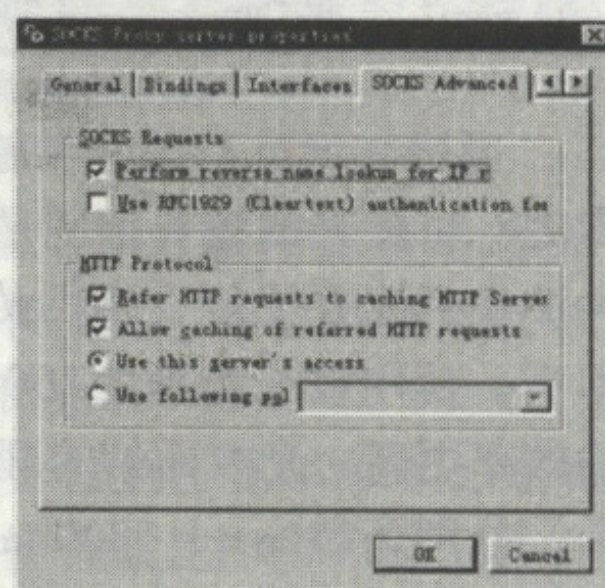 SOCKS Proxy server properties
General Bindings Interfaces SOCKS Advanced
SOCKS Requests
Perform reverse name lookup for IP r
Use RFC1929 (Cleartext) authentication for
HTTP Protocol
Refer HTTP requests to caching HTTP Server
Allow caching of referred HTTP requests
Use this server's access
Use following pol
OK Cancel